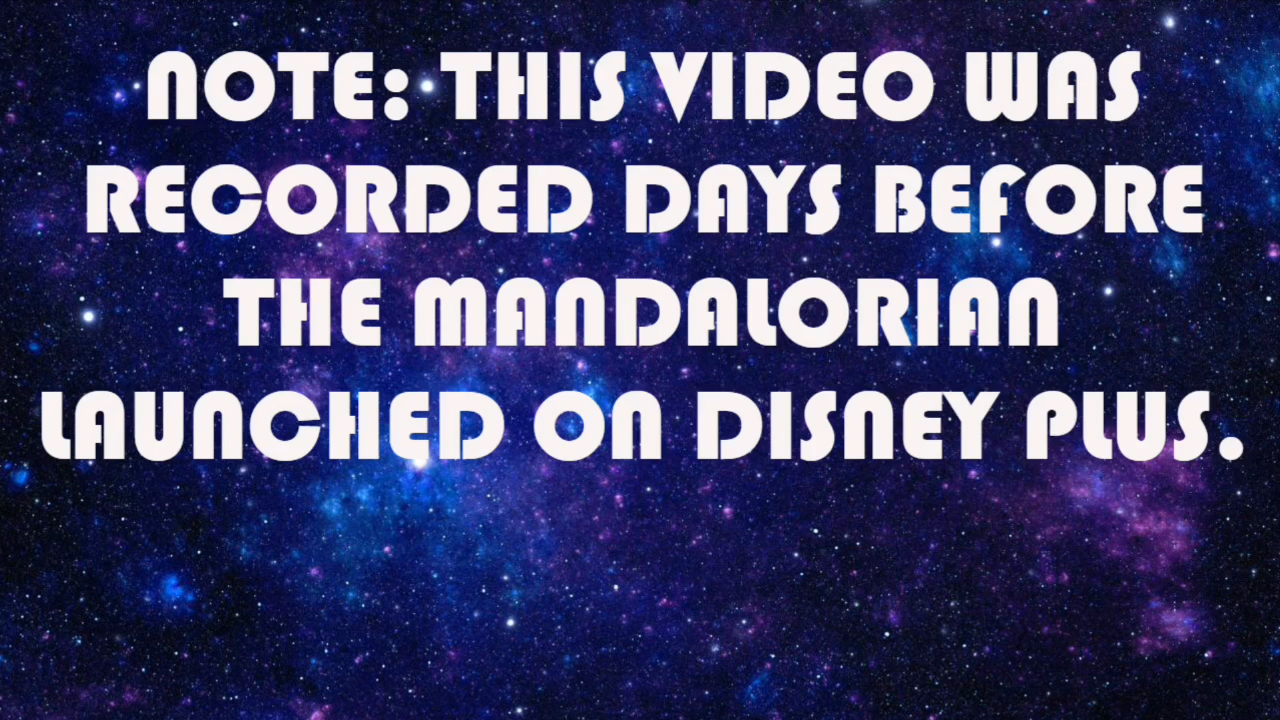 NOTE: THIS VIDEO WAS
RECORDED DAYS BEFORE
THE MANDALORIAN
LAUNCHED ON DISNEY PLUS.